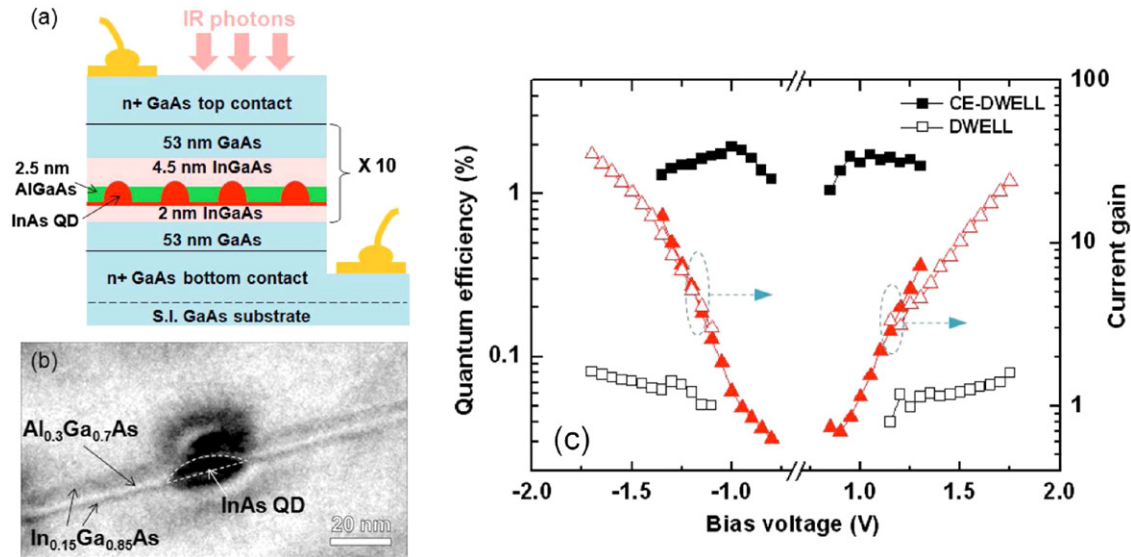 (a)
IR photons
n+ GaAs top contact
53 nm GaAs
4.5 nm InGaAs
X 10
2.5 nm
AlGaAs
InAs QD
2 nm InGaAs
53 nm GaAs
n+ GaAs bottom contact
S.I. GaAs substrate
(b)
Al0.3Ga0.7As
InAs QD
In0.15Ga0.85As
20 nm
Quantum efficiency (%)
1
0.1
CE-DWELL
DWELL
(c)
100
10
1
Current gain
-2.0
-1.5
-1.0
1.0
1.5
2.0
Bias voltage (V)